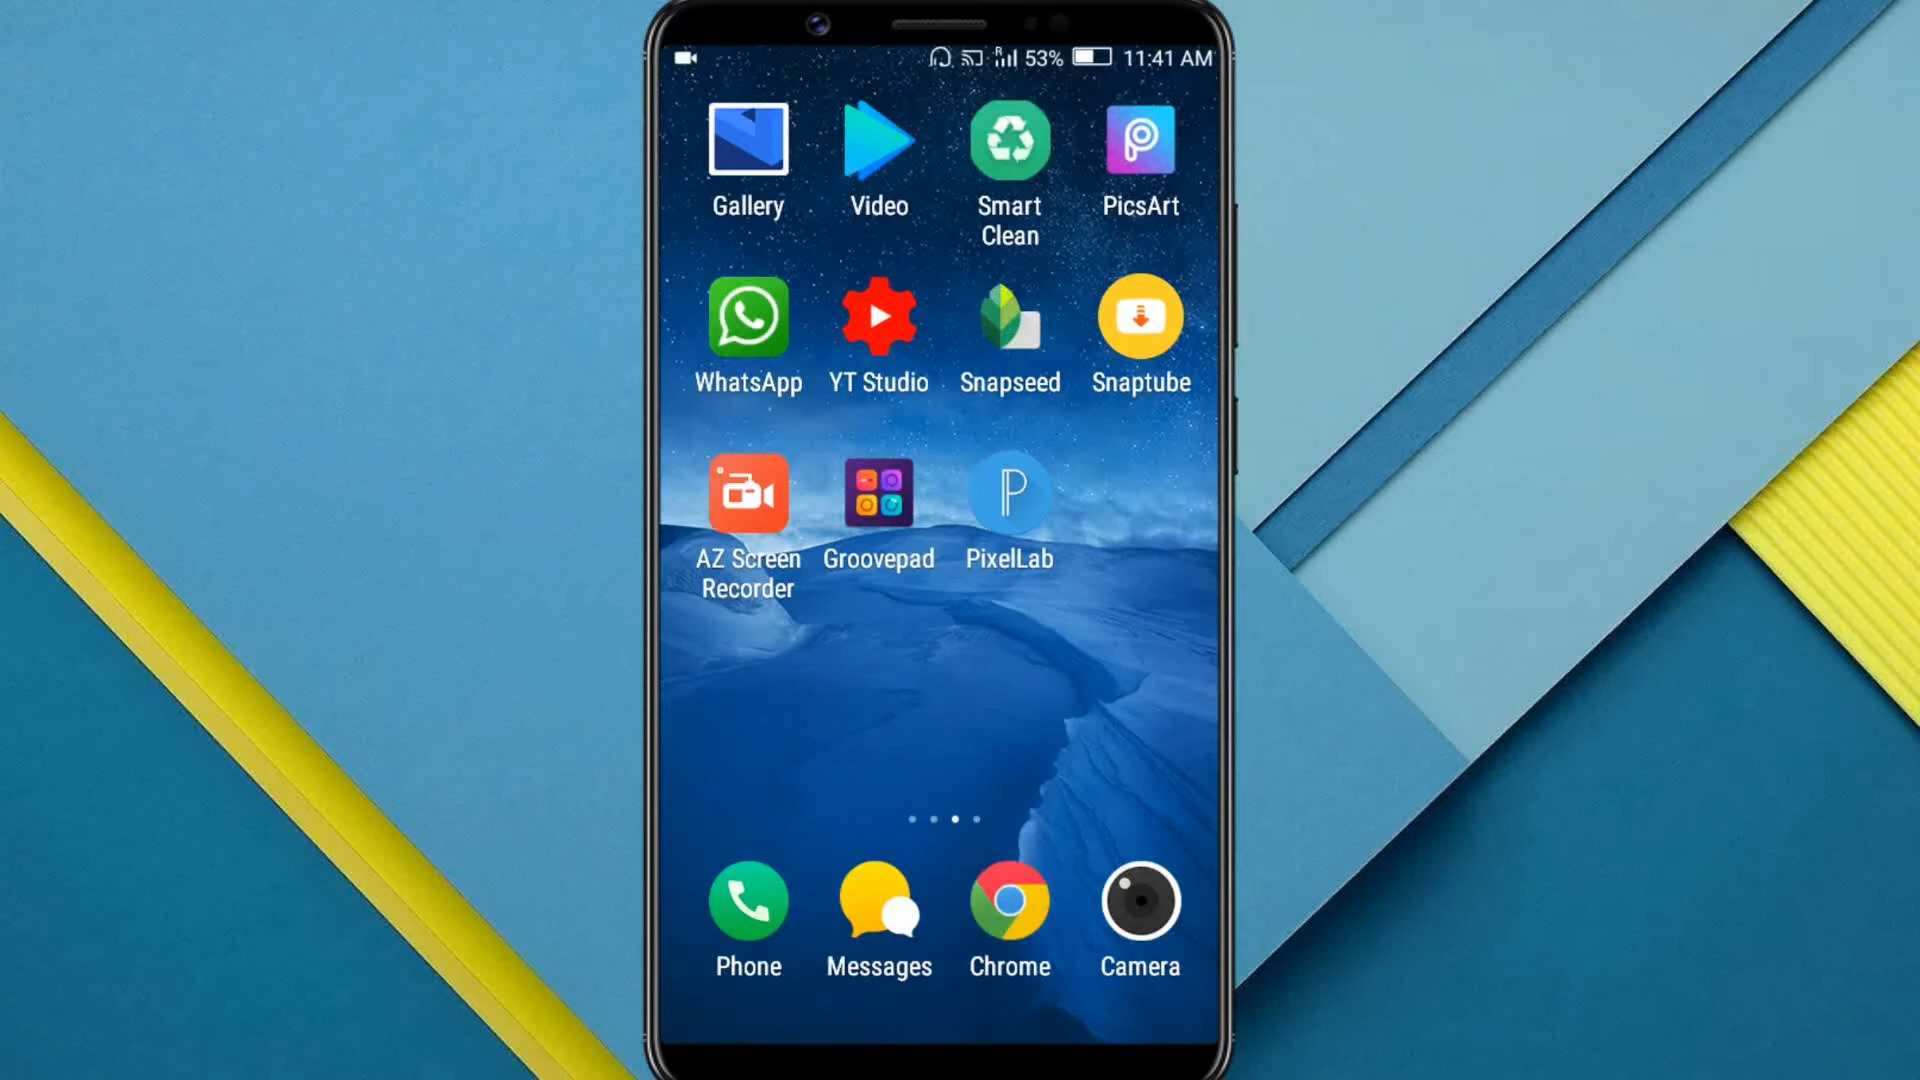 R 53% 11:41 AM
Gallery Video Smart Clean PicsArt
WhatsApp YT Studio Snapseed Snaptube
AZ Screen Recorder Groovepad PixelLab
Phone Messages Chrome Camera